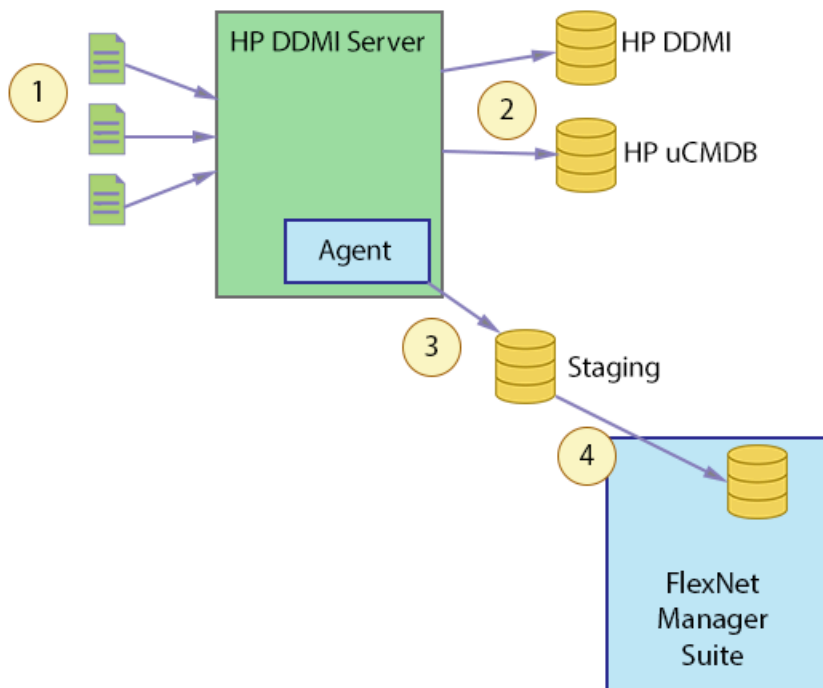 1
HP DDMI Server
HP DDMI
2
HP uCMDB
Agent
3
Staging
4
FlexNet
Manager
Suite